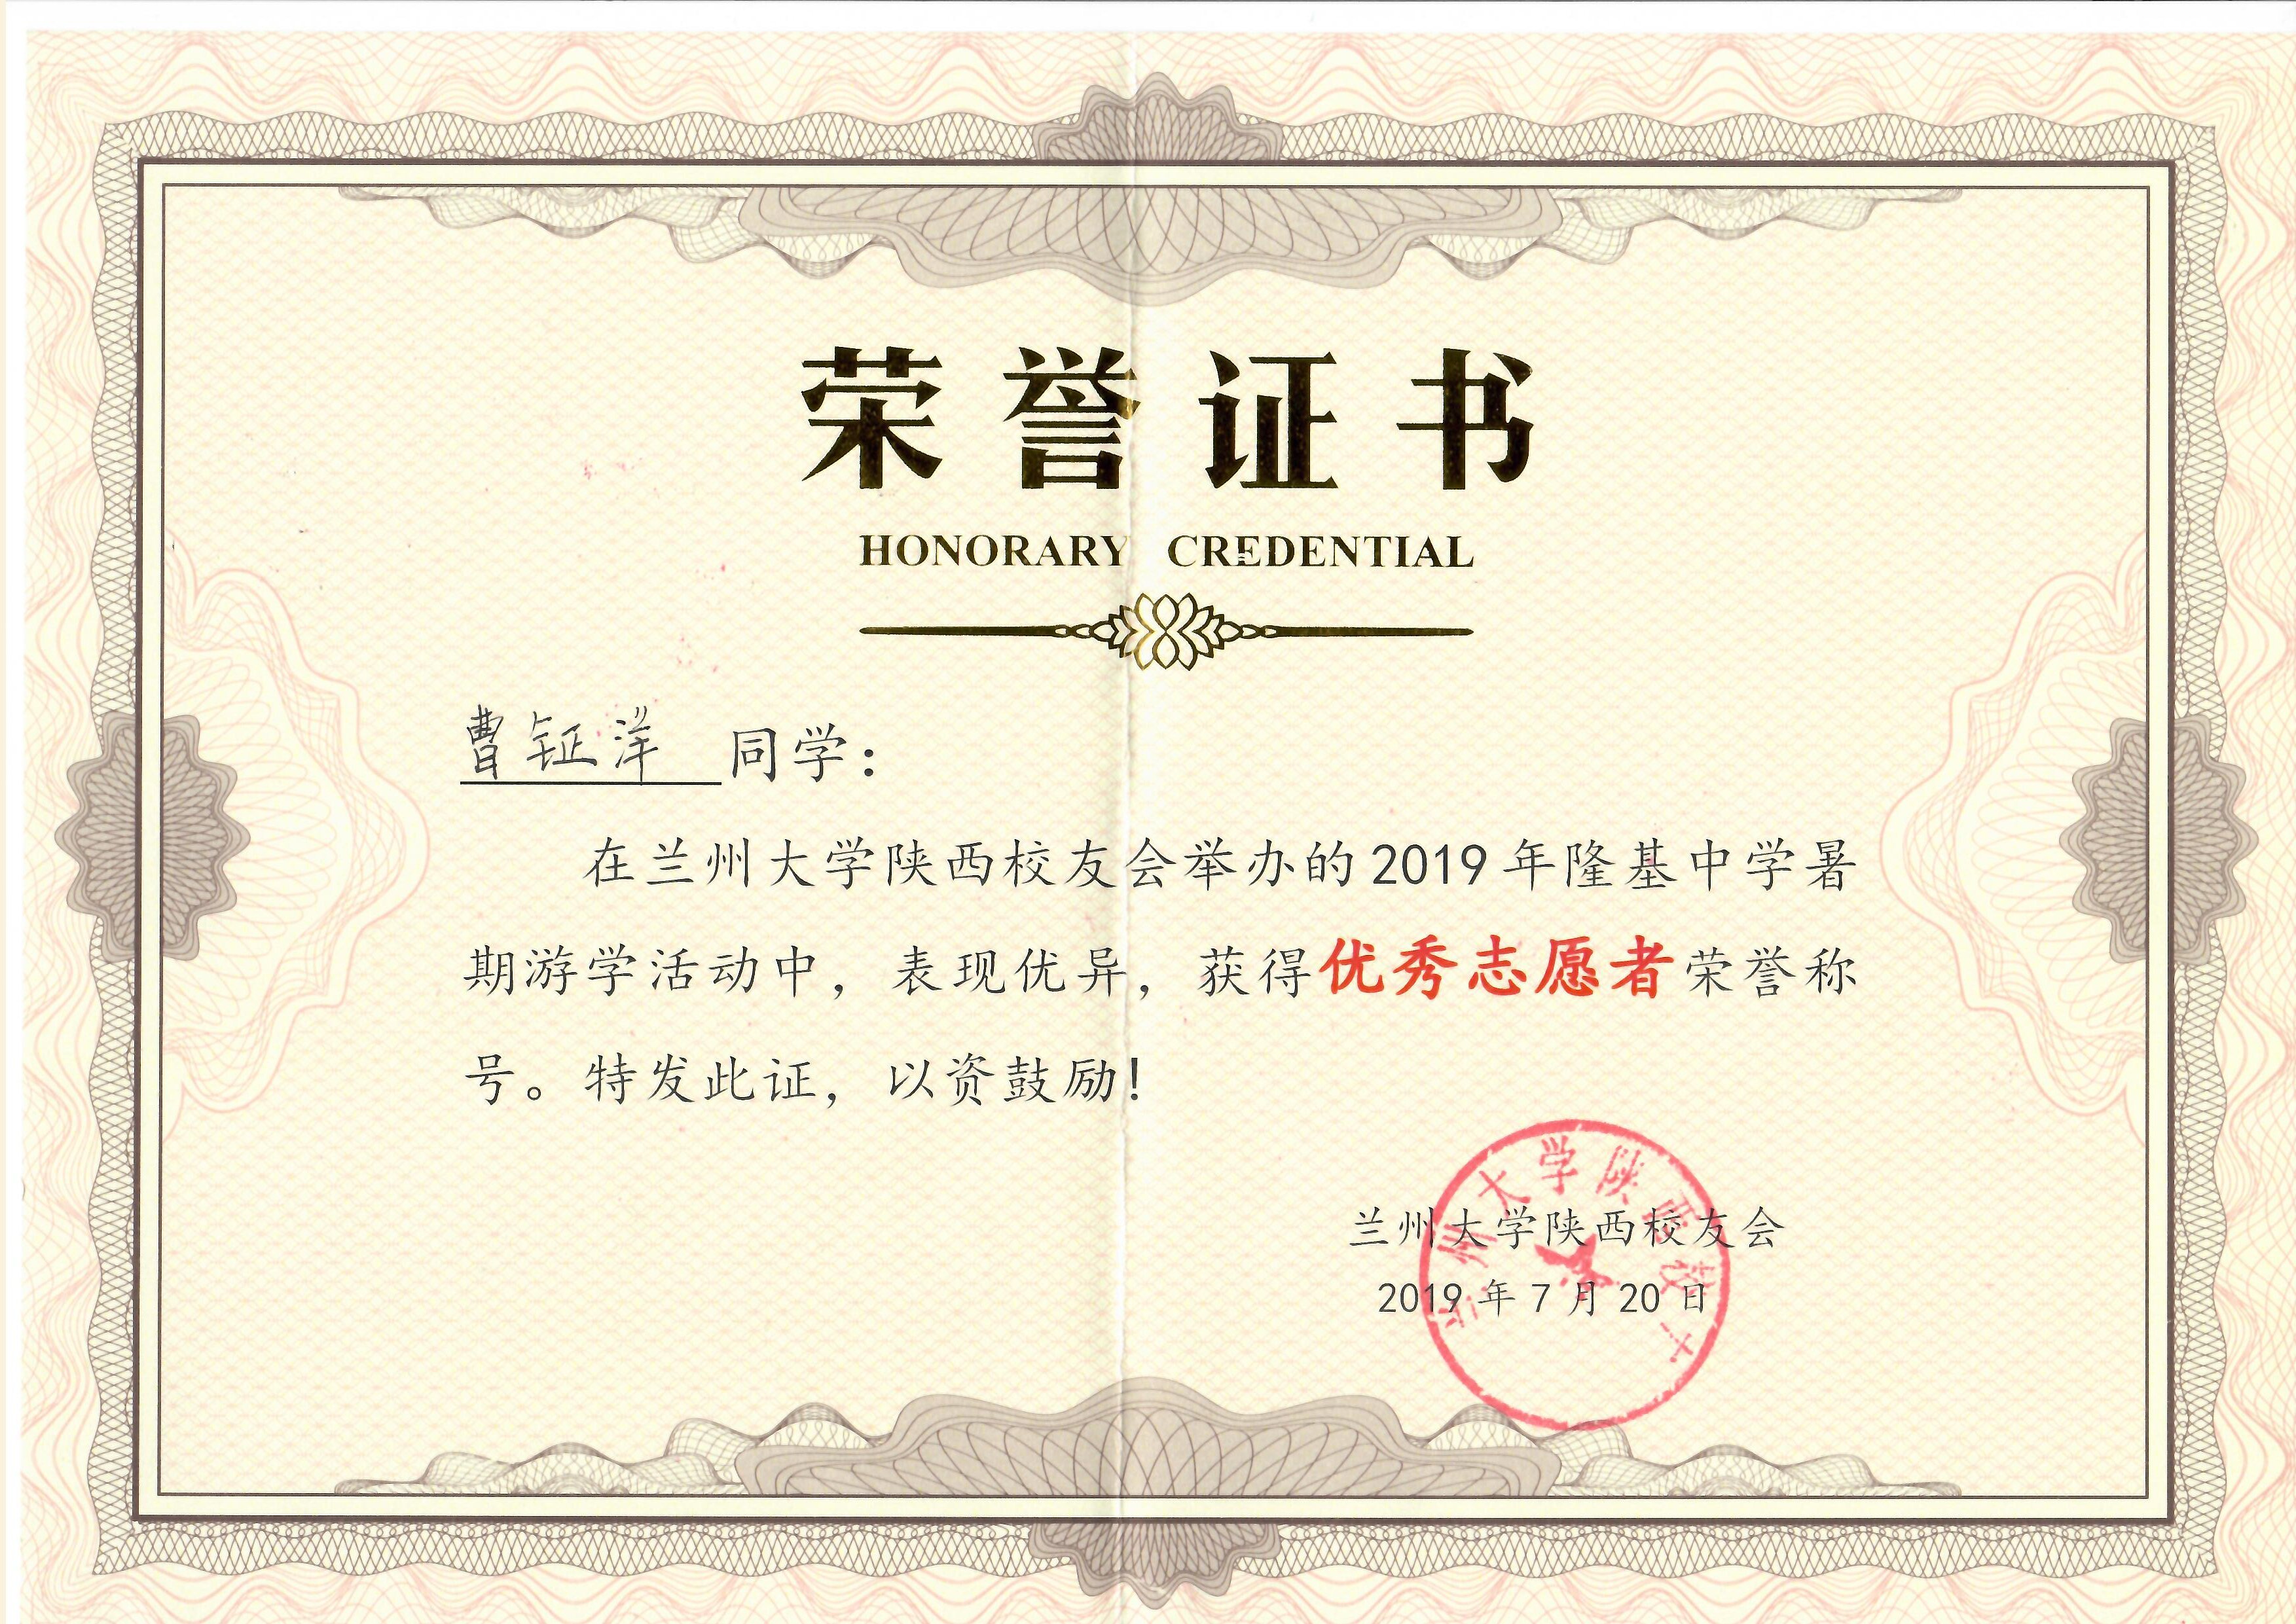 荣誉证书
HONORARY CREDENTIAL
曹钲洋 同学：
在兰州大学陕西校友会举办的2019年隆基中学暑
期游学活动中，表现优异，获得优秀志愿者荣誉称
号。特发此证，以资鼓励！
兰州大学陕西校
兰州大学陕西校友会
2019年7月20日